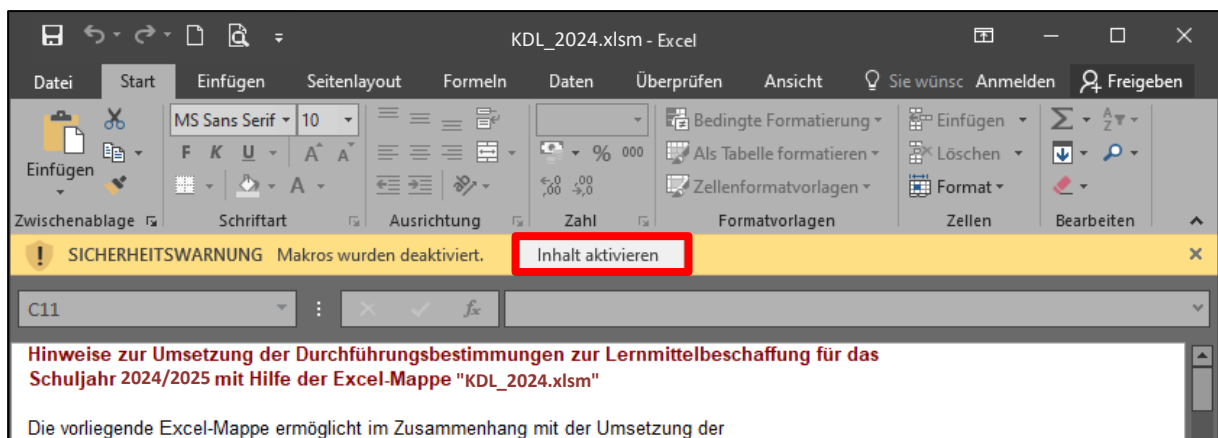 KDL_2024.xlsm - Excel
Datei Start Einfügen Seitenlayout Formeln Daten Überprüfen Ansicht Sie wünsc Anmelden Freigeben
MS Sans Serif 10 Bedingte Formatierung Einfügen Σ A Z
Einfügen F K U A A % 000 Als Tabelle formatieren Löschen
A ,00 ,00 ,0 Zellenformatvorlagen Format
Zwischenablage Schriftart Ausrichtung Zahl Formatvorlagen Zellen Bearbeiten
! SICHERHEITSWARNUNG Makros wurden deaktiviert. Inhalt aktivieren
C11 fx
Hinweise zur Umsetzung der Durchführungsbestimmungen zur Lernmittelbeschaffung für das
Schuljahr 2024/2025 mit Hilfe der Excel-Mappe "KDL_2024.xlsm"
Die vorliegende Excel-Mappe ermöglicht im Zusammenhang mit der Umsetzung der